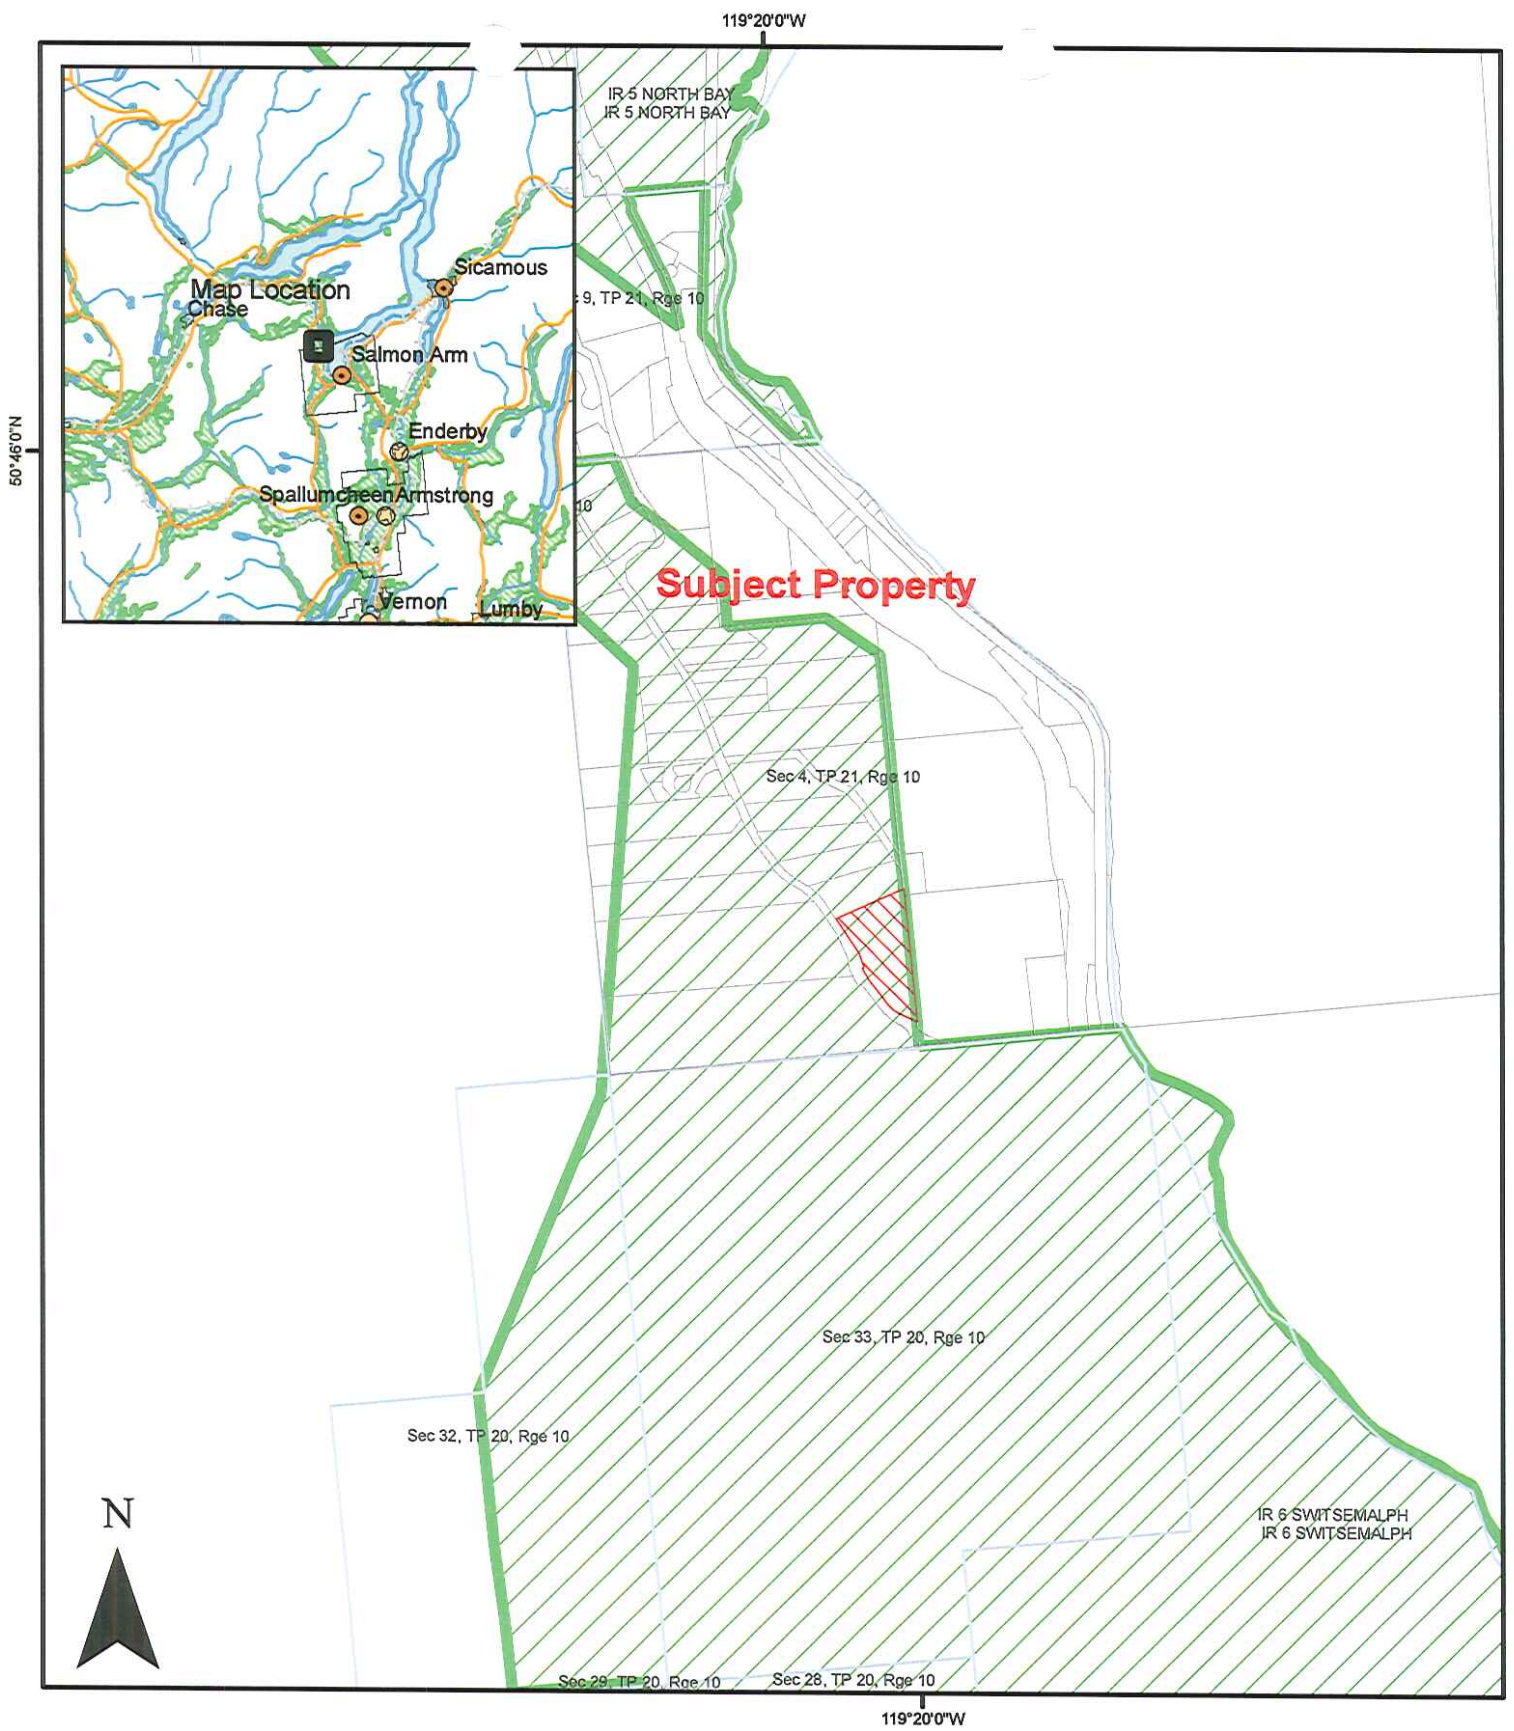 119°20'0"W
IR 5 NORTH BAY
IR 5 NORTH BAY
Sicamous
Map Location
Chase
9, TP 21, Rge 10
Salmon Arm
Enderby
50°46'0"N
Spallumcheen Armstrong
10
Subject Property
Vernon
Lumby
Sec 4, TP 21, Rge 10
Sec 33, TP 20, Rge 10
Sec 32, TP 20, Rge 10
N
IR 6 SWITSEMALPH
IR 6 SWITSEMALPH
Sec 29, TP 20, Rge 10
Sec 28, TP 20, Rge 10
119°20'0"W